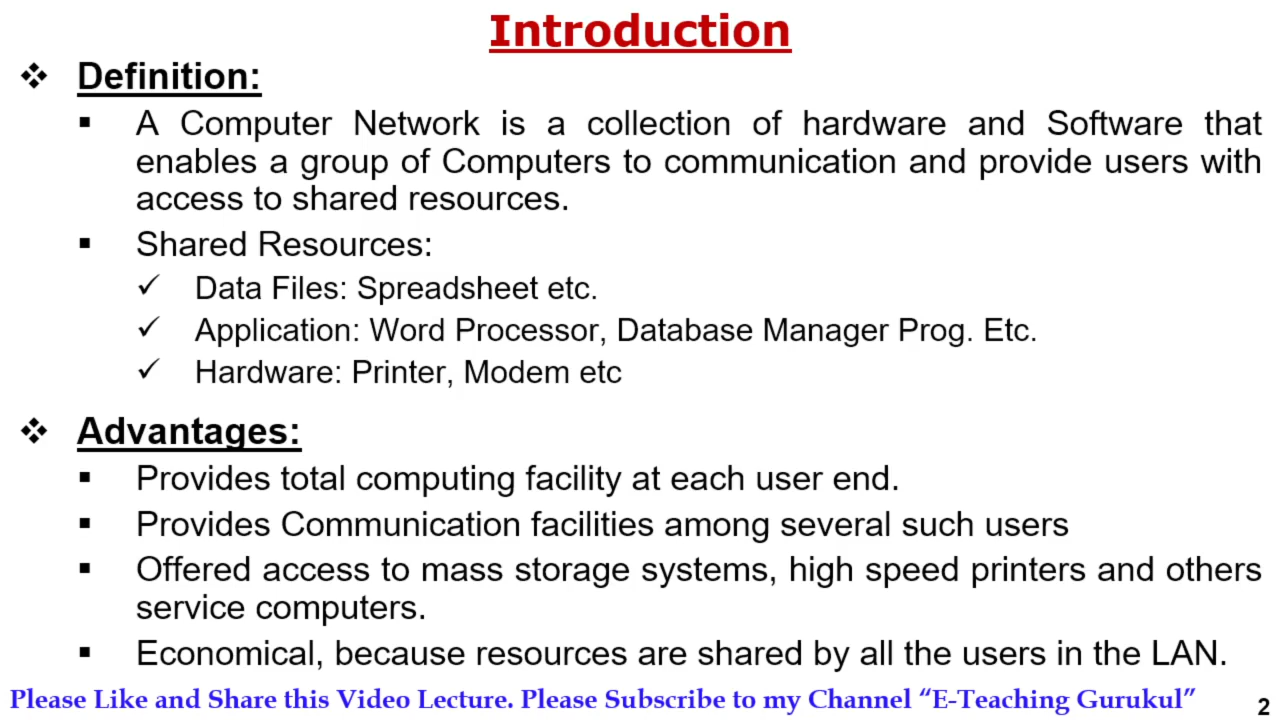 Introduction
❖ Definition:
▪ A Computer Network is a collection of hardware and Software that
enables a group of Computers to communication and provide users with
access to shared resources.
▪ Shared Resources:
✓ Data Files: Spreadsheet etc.
✓ Application: Word Processor, Database Manager Prog. Etc.
✓ Hardware: Printer, Modem etc
❖ Advantages:
▪ Provides total computing facility at each user end.
▪ Provides Communication facilities among several such users
▪ Offered access to mass storage systems, high speed printers and others
service computers.
▪ Economical, because resources are shared by all the users in the LAN.
Please Like and Share this Video Lecture. Please Subscribe to my Channel “E-Teaching Gurukul”
2